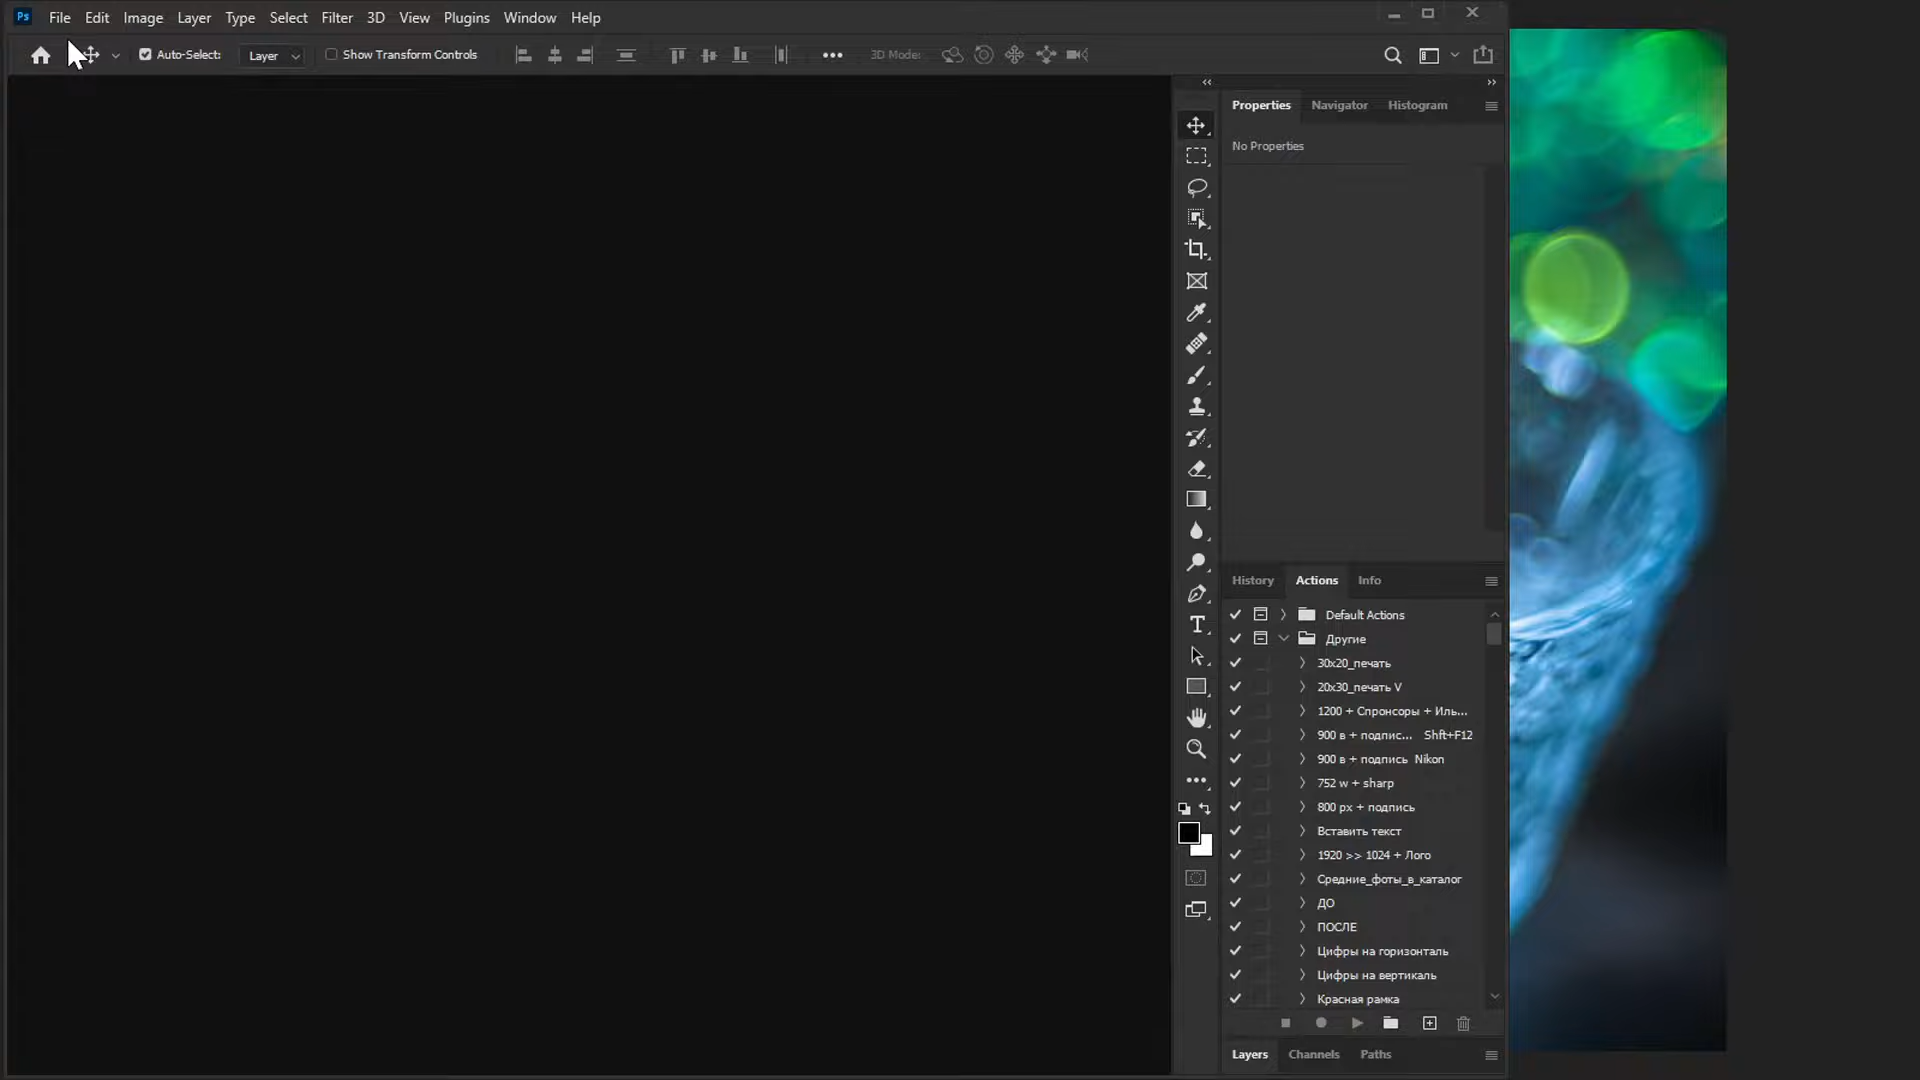 Ps File Edit Image Layer Type Select Filter 3D View Plugins Window Help
Auto-Select: Layer Show Transform Controls 3D Mode:
Properties Navigator Histogram
No Properties
History Actions Info
Default Actions
Другие
30x20_печать
20x30_печать V
1200 + Спронсоры + Иль...
900 в + подпис... Shft+F12
900 в + подпись Nikon
752 w + sharp
800 px + подпись
Вставить текст
1920 >> 1024 + Лого
Средние_фоты_в_каталог
ДО
ПОСЛЕ
Цифры на горизонталь
Цифры на вертикаль
Красная рамка
Layers Channels Paths